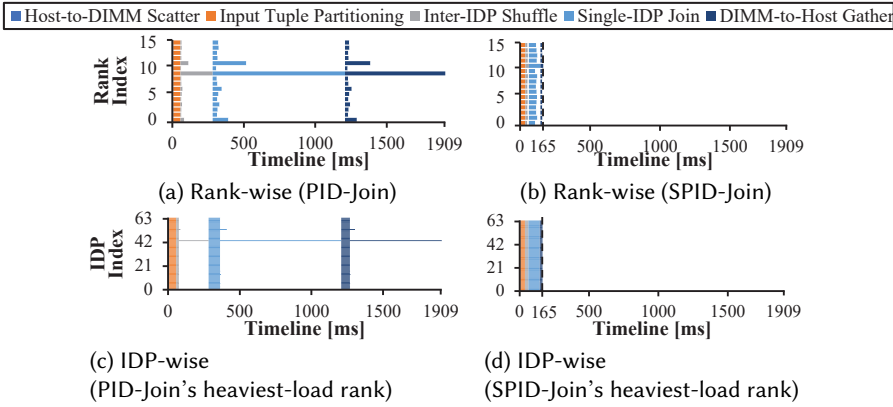 Host-to-DIMM Scatter Input Tuple Partitioning Inter-IDP Shuffle Single-IDP Join DIMM-to-Host Gather
15
10
5
0
Rank
Index
0 500 1000 1500 1909
Timeline [ms]
(a) Rank-wise (PID-Join)
15
10
5
0
0 165 500 1000 1500 1909
Timeline [ms]
(b) Rank-wise (SPID-Join)
63
42
21
0
IDP
Index
0 500 1000 1500 1909
Timeline [ms]
(c) IDP-wise
(PID-Join's heaviest-load rank)
63
42
21
0
0 165 500 1000 1500 1909
Timeline [ms]
(d) IDP-wise
(SPID-Join's heaviest-load rank)